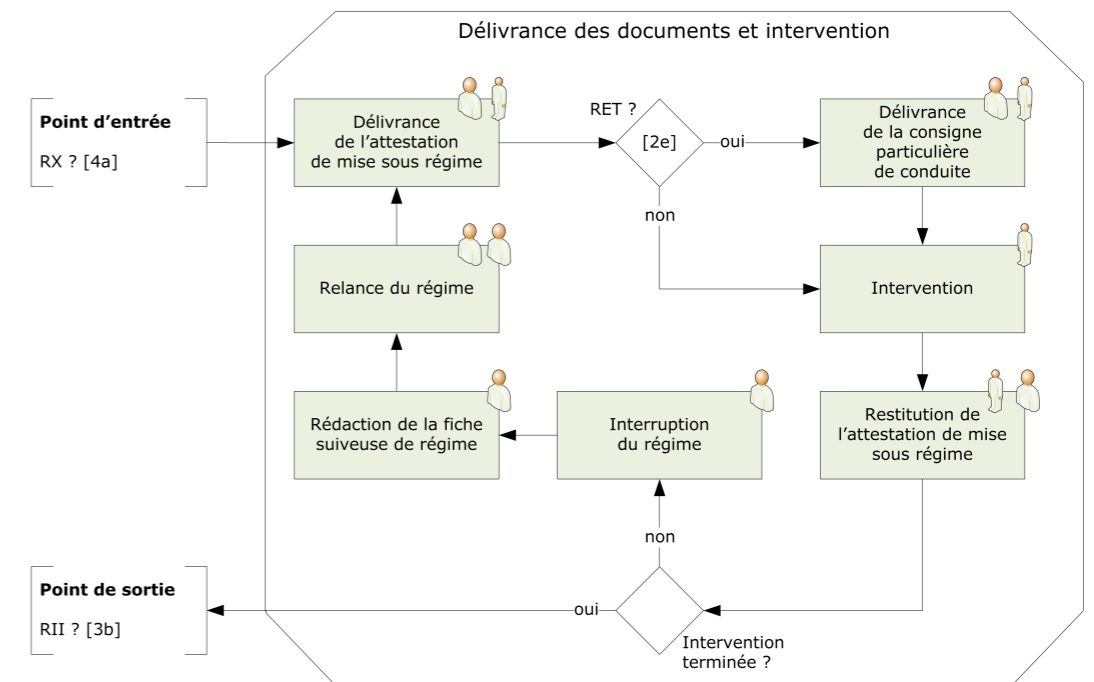 Délivrance des documents et intervention
Point d'entrée
RX ? [4a]
Délivrance
de l'attestation
de mise sous régime
RET ?
[2e]
oui
non
Délivrance
de la consigne
particulière
de conduite
Relance du régime
Intervention
Rédaction de la fiche
suiveuse de régime
Interruption
du régime
Restitution de
l'attestation de mise
sous régime
non
Point de sortie
RII ? [3b]
oui
Intervention
terminée ?